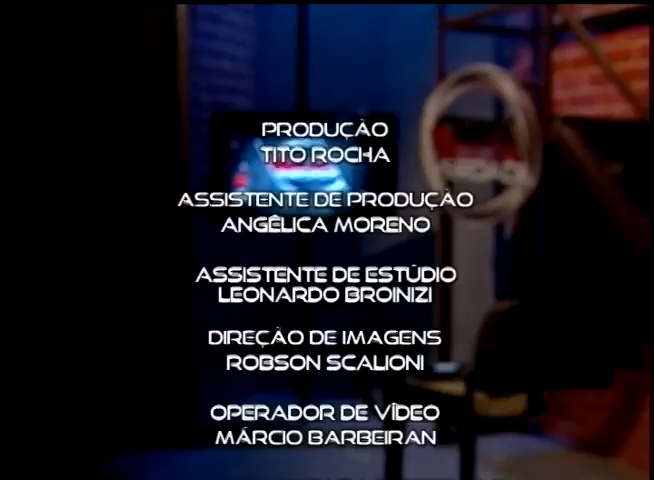 PRODUÇÃO
TITO ROCHA
ASSISTENTE DE PRODUÇÃO
ANGÊLICA MORENO
ASSISTENTE DE ESTÚDIO
LEONARDO BROINIZI
DIREÇÃO DE IMAGENS
ROBSON SCALIONI
OPERADOR DE VÍDEO
MÁRCIO BARBEIRAN